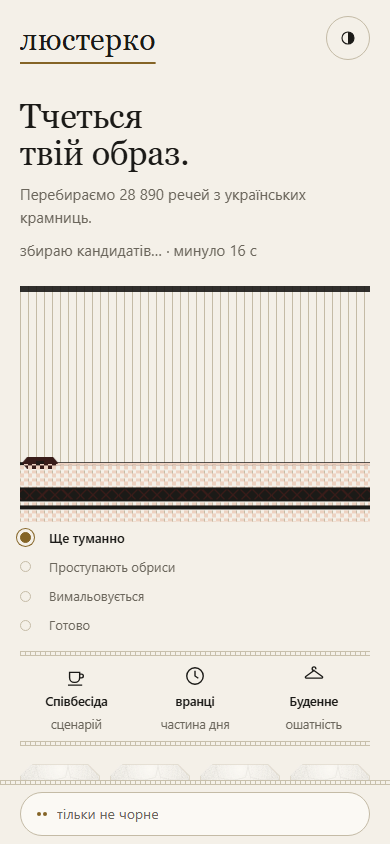 люстерко
Тчеться
твій образ.
Перебираємо 28 890 речей з українських
крамниць.
збираю кандидатів… · минуло 16 с
Ще туманно
Проступають обриси
Вимальовується
Готово
Співбесіда вранці Буденне
сценарій частина дня ошатність
тільки не чорне